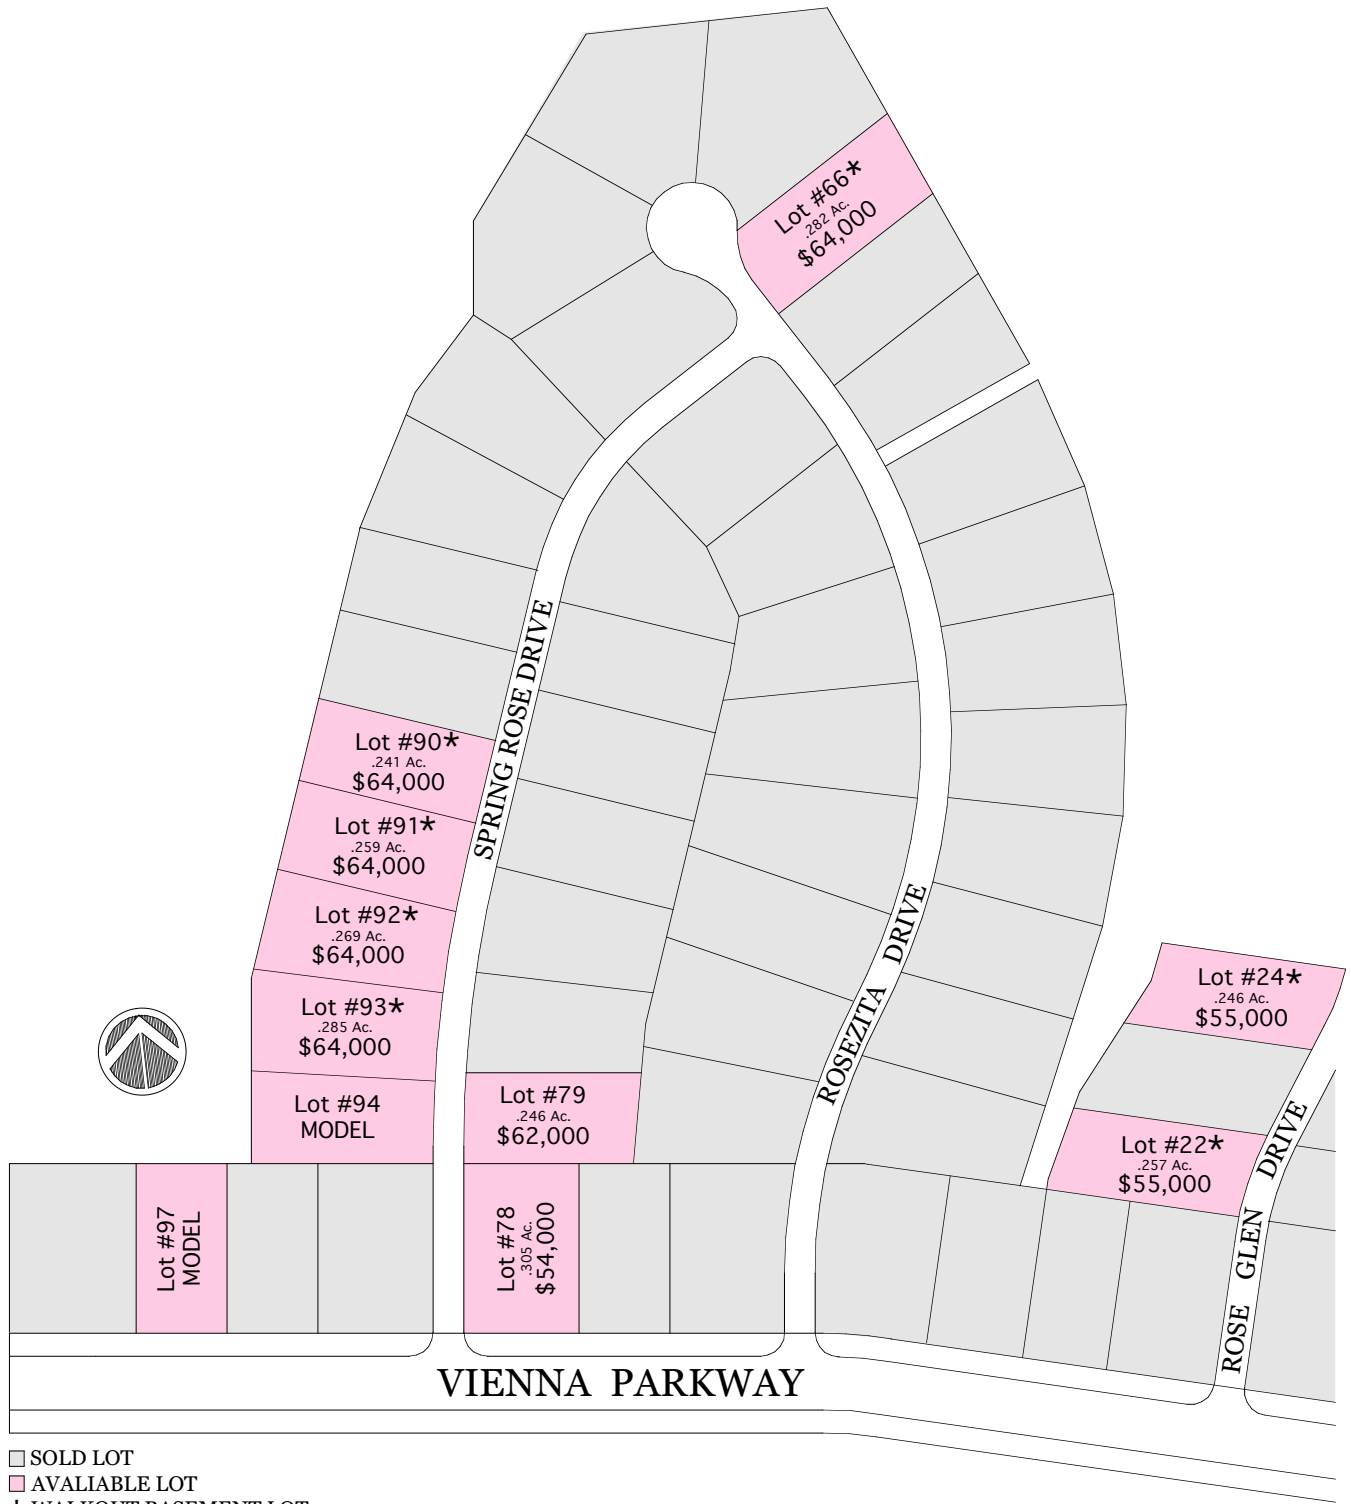 Lot #66*
.282 Ac.
$64,000
SPRING ROSE DRIVE
Lot #90*
.241 Ac.
$64,000
Lot #91*
.259 Ac.
$64,000
Lot #92*
.269 Ac.
$64,000
Lot #93*
.285 Ac.
$64,000
Lot #94
MODEL
Lot #79
.246 Ac.
$62,000
ROSEZITA DRIVE
Lot #24*
.246 Ac.
$55,000
Lot #22*
.257 Ac.
$55,000
ROSE GLEN DRIVE
Lot #97
MODEL
Lot #78
.305 Ac.
$54,000
VIENNA PARKWAY
SOLD LOT
AVALIABLE LOT
* WALKOUT BASEMENT LOT